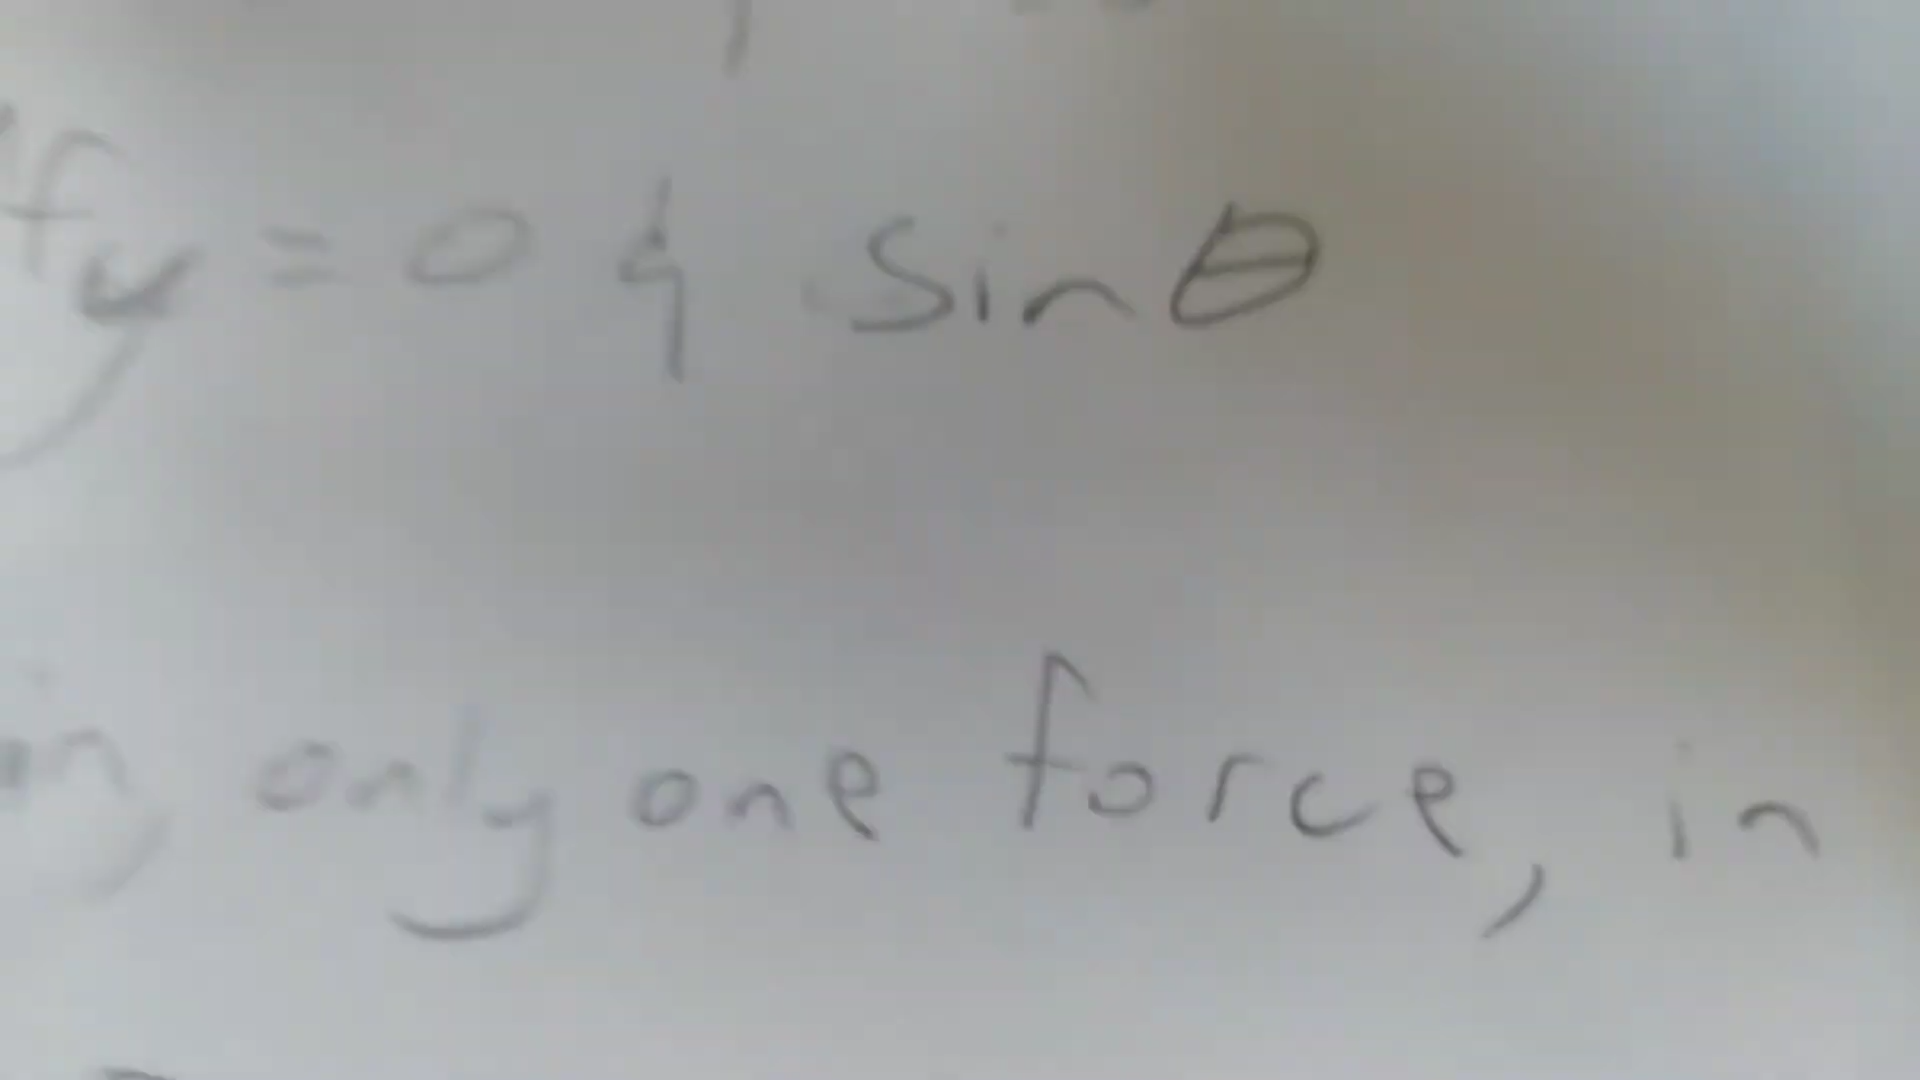 fy = 0 & sinθ
only one force, in